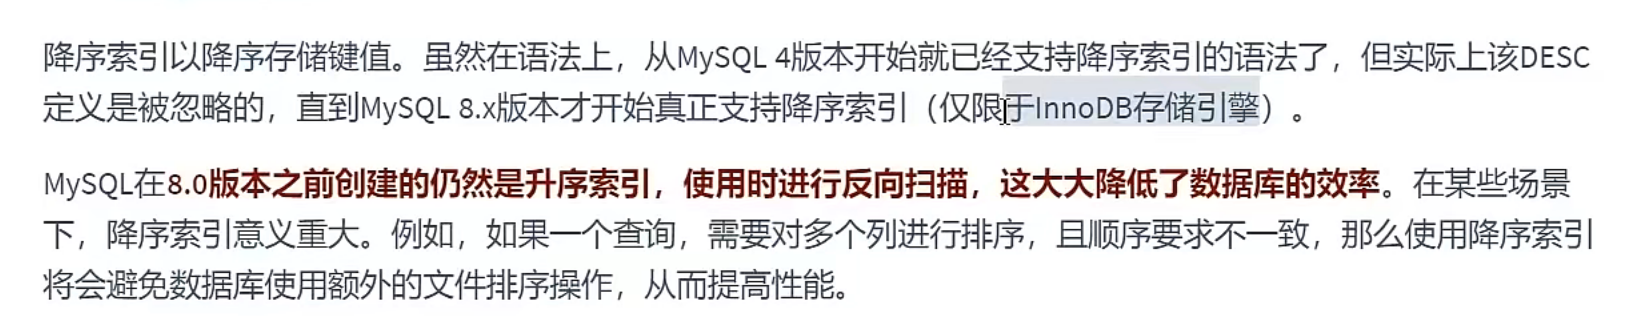 降序索引以降序存储键值。虽然在语法上，从MySQL 4版本开始就已经支持降序索引的语法了，但实际上该DESC
定义是被忽略的，直到MySQL 8.x版本才开始真正支持降序索引（仅限于InnoDB存储引擎）。
MySQL在8.0版本之前创建的仍然是升序索引，使用时进行反向扫描，这大大降低了数据库的效率。在某些场景
下，降序索引意义重大。例如，如果一个查询，需要对多个列进行排序，且顺序要求不一致，那么使用降序索引
将会避免数据库使用额外的文件排序操作，从而提高性能。